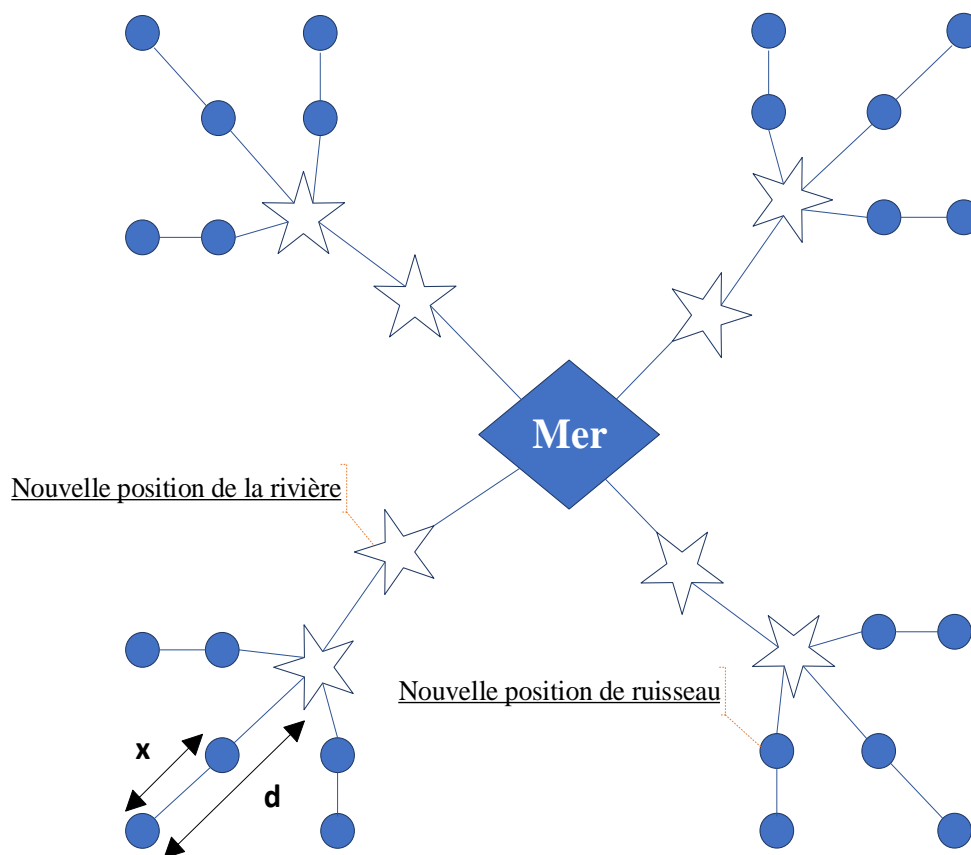 Mer
Nouvelle position de la rivière
Nouvelle position de ruisseau
x
d